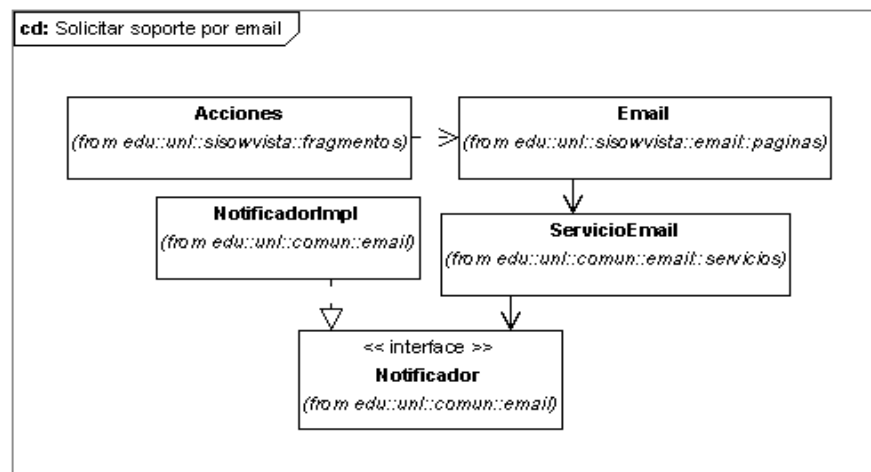 cd: Solicitar soporte por email
Acciones
(from edu::unl::sisowvista::fragmentos)
Email
(from edu::unl::sisowvista::email::paginas)
NotificadorImpl
(from edu::unl::comun::email)
ServicioEmail
(from edu::unl::comun::email::servicios)
<< interface >>
Notificador
(from edu::unl::comun::email)